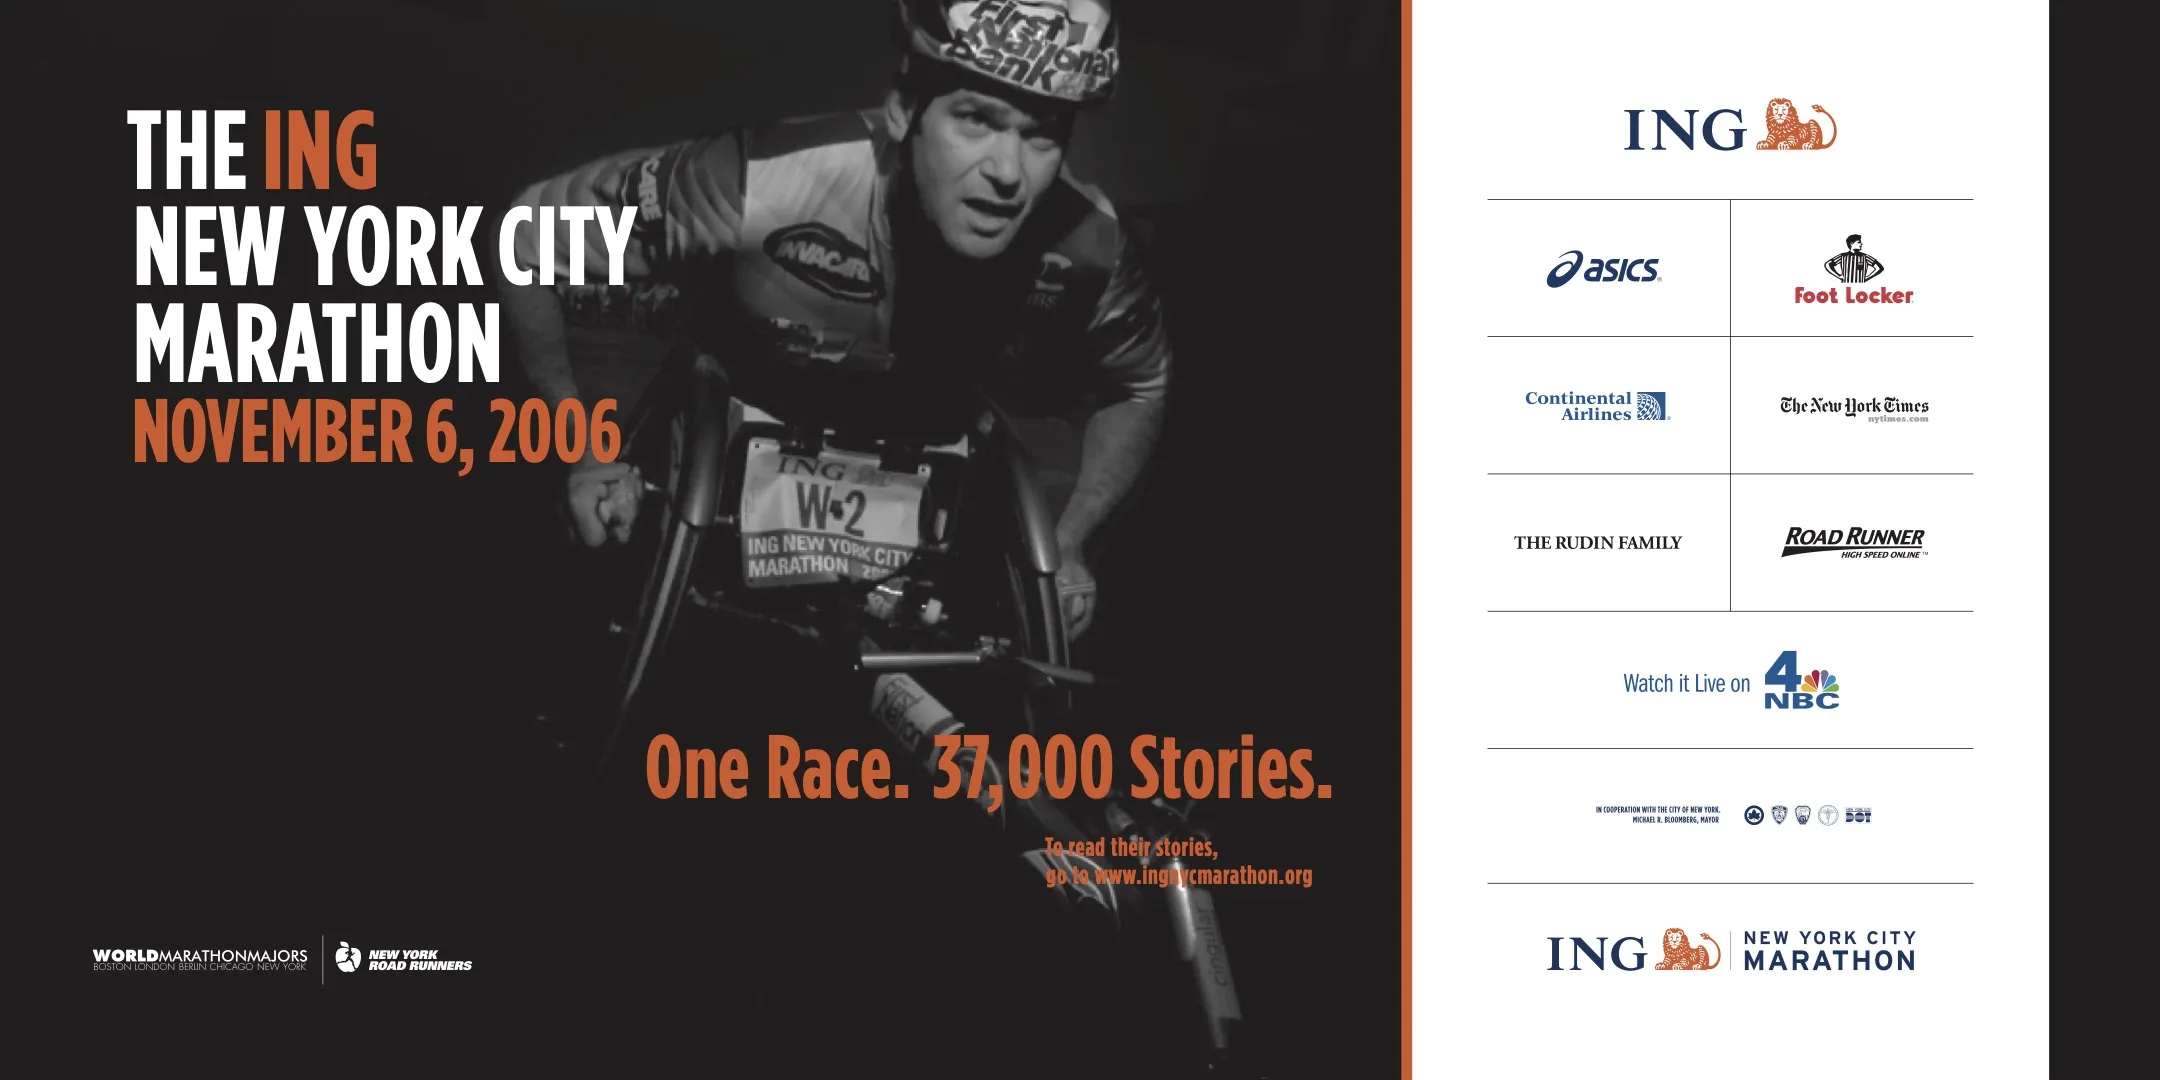 THE ING
NEW YORK CITY
MARATHON
NOVEMBER 6, 2006
First
National
Bank
INVACARE
ING
W-2
ING NEW YORK CITY
MARATHON
One Race. 37,000 Stories.
To read their stories,
go to www.ingnycmarathon.org
cingular
WORLDMARATHONMAJORS
BOSTON LONDON BERLIN CHICAGO NEW YORK
NEW YORK
ROAD RUNNERS
ING
asics
Foot Locker
Continental
Airlines
The New York Times
nytimes.com
THE RUDIN FAMILY
ROAD RUNNER
HIGH SPEED ONLINE™
Watch it Live on 4
NBC
IN COOPERATION WITH THE CITY OF NEW YORK.
MICHAEL R. BLOOMBERG, MAYOR
DOT
ING
NEW YORK CITY
MARATHON